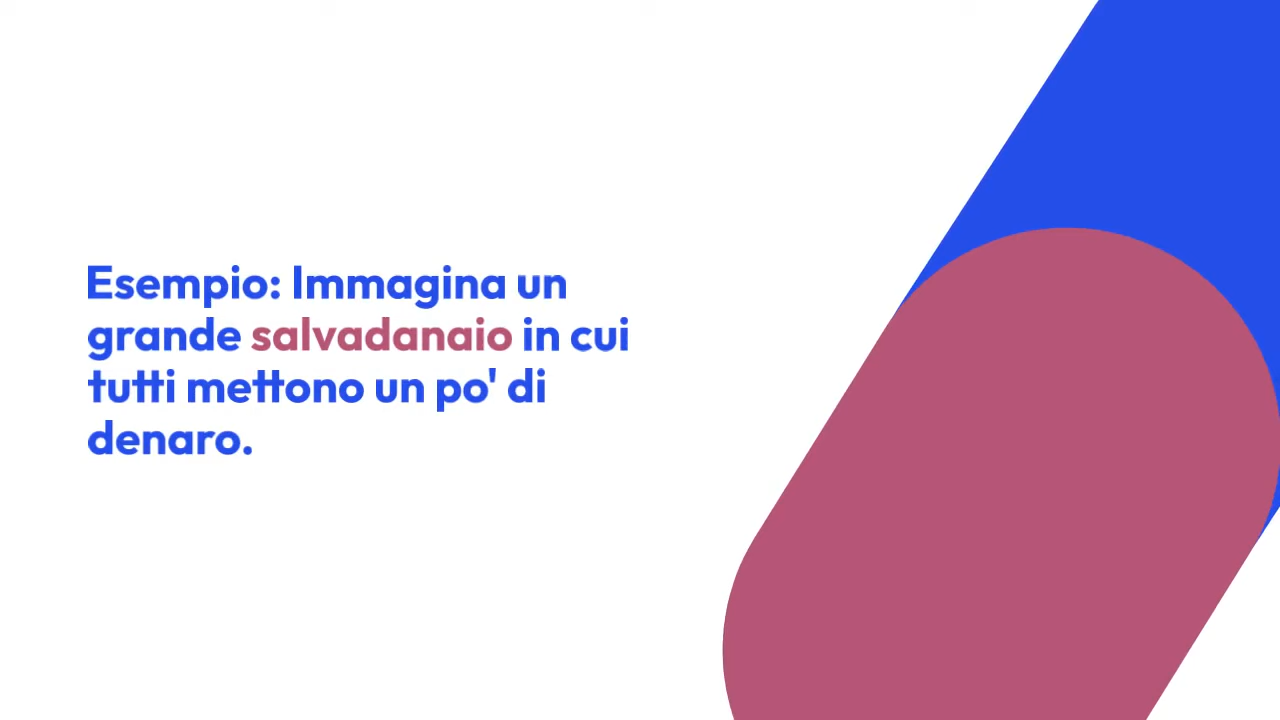 Esempio: Immagina un
grande salvadanaio in cui
tutti mettono un po' di
denaro.